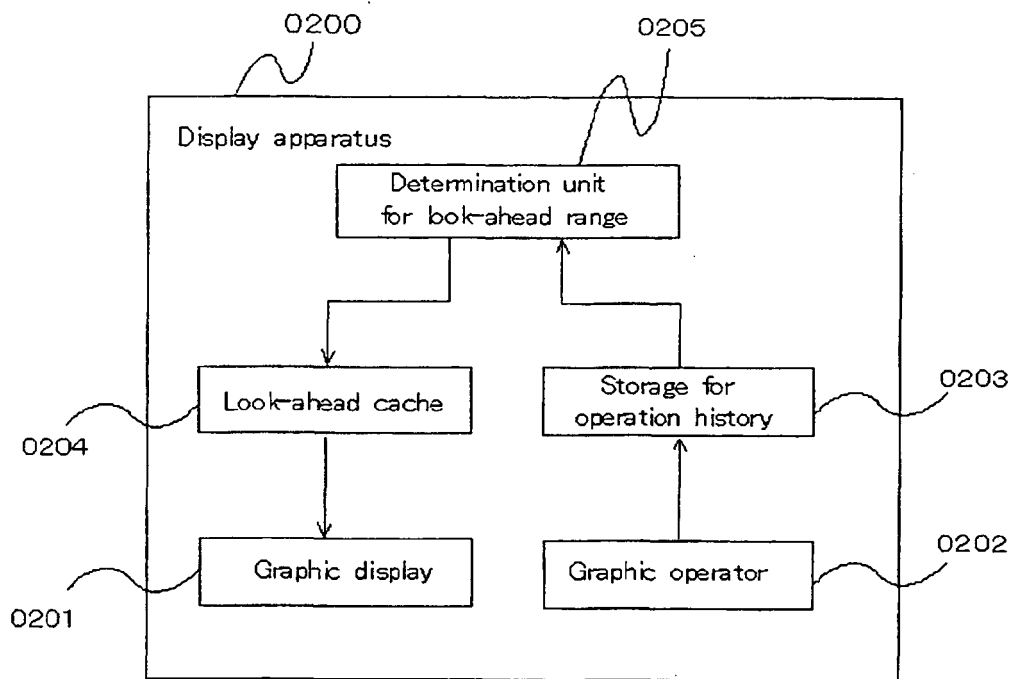 0200
0205
Display apparatus
Determination unit
for look-ahead range
Look-ahead cache
Storage for
operation history
0203
0204
Graphic display
Graphic operator
0202
0201